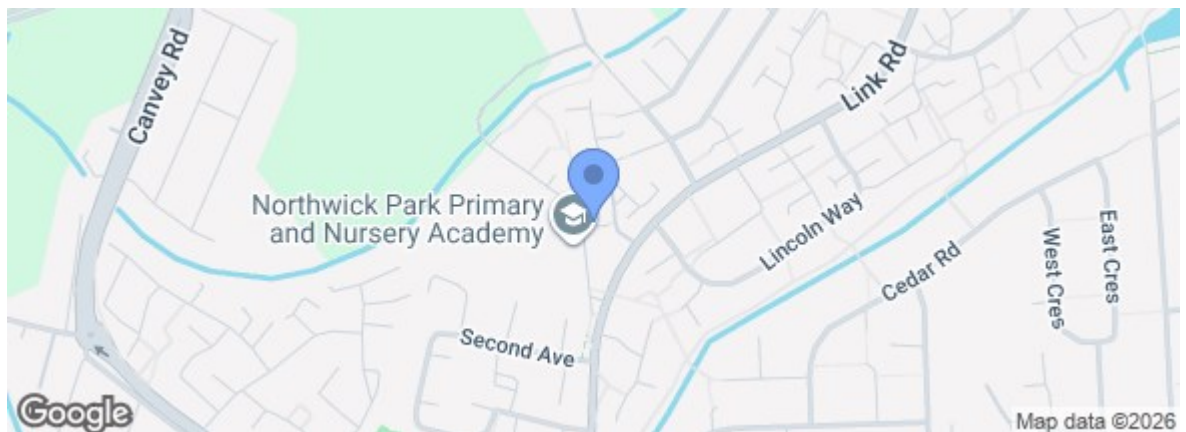 Canvey Rd
Link Rd
Northwick Park Primary
and Nursery Academy
Lincoln Way
Cedar Rd
East Cres
West Cres
Second Ave
Google
Map data ©2026